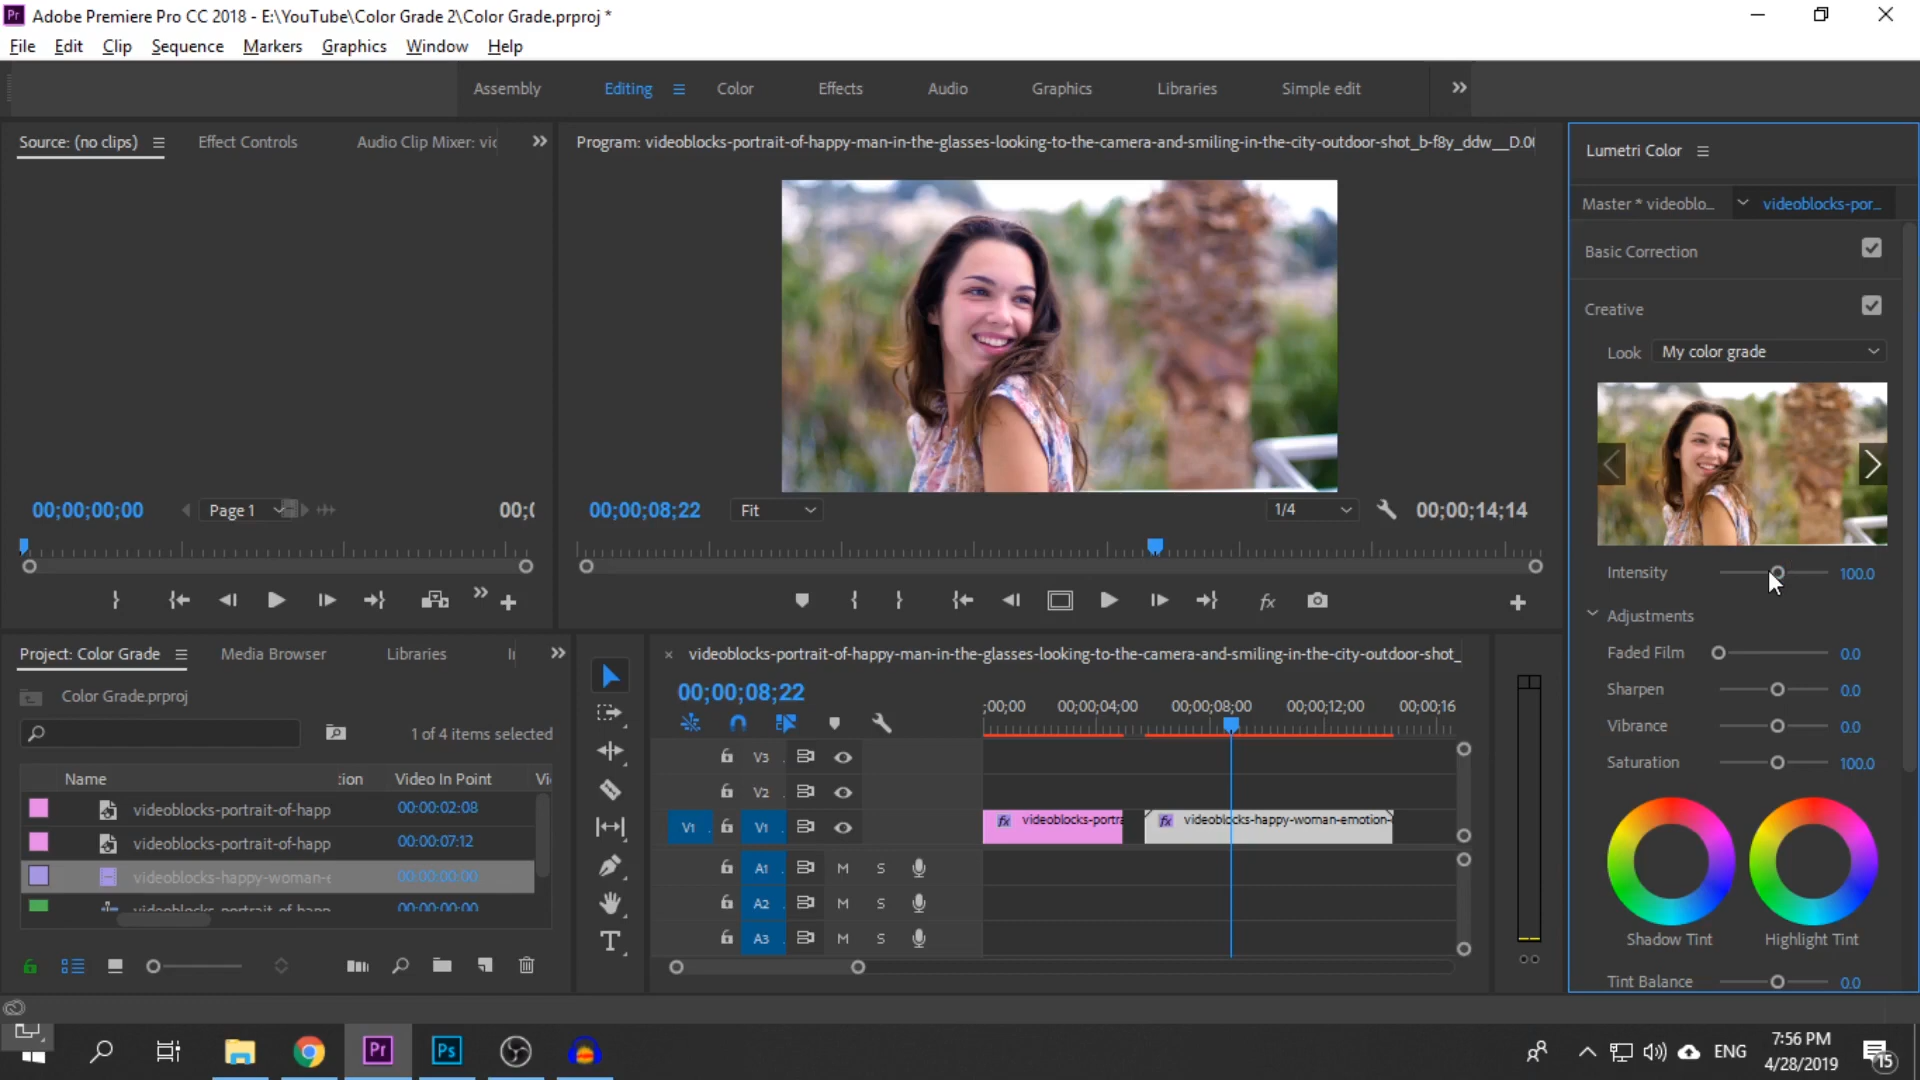 Pr Adobe Premiere Pro CC 2018 - E:\YouTube\Color Grade 2\Color Grade.prproj *
File Edit Clip Sequence Markers Graphics Window Help
Assembly Editing Color Effects Audio Graphics Libraries Simple edit
Source: (no clips) Effect Controls Audio Clip Mixer: vic
Program: videoblocks-portrait-of-happy-man-in-the-glasses-looking-to-the-camera-and-smiling-in-the-city-outdoor-shot_b-f8y_ddw__D.0(
Lumetri Color
Master * videoblo... videoblocks-por...
Basic Correction
Creative
Look My color grade
00;00;00;00 Page 1 00;(
00;00;08;22 Fit 1/4 00;00;14;14
Intensity 100.0
Adjustments
Faded Film 0.0
Sharpen 0.0
Vibrance 0.0
Saturation 100.0
Shadow Tint Highlight Tint
Tint Balance 0.0
fx
Project: Color Grade Media Browser Libraries
Color Grade.prproj
1 of 4 items selected
Name :ion Video In Point Vi
videoblocks-portrait-of-happ 00:00:02:08
videoblocks-portrait-of-happ 00:00:07:12
videoblocks-happy-woman-e 00:00:00:00
videoblocks-portrait-of-happ 00:00:00:00
× videoblocks-portrait-of-happy-man-in-the-glasses-looking-to-the-camera-and-smiling-in-the-city-outdoor-shot_
00;00;08;22
;00;00 00;00;04;00 00;00;08;00 00;00;12;00 00;00;16
V3
V2
V1 V1 fx videoblocks-portra fx videoblocks-happy-woman-emotion-
A1 M S
A2 M S
A3 M S
T
Pr Ps ENG 7:56 PM
4/28/2019
15